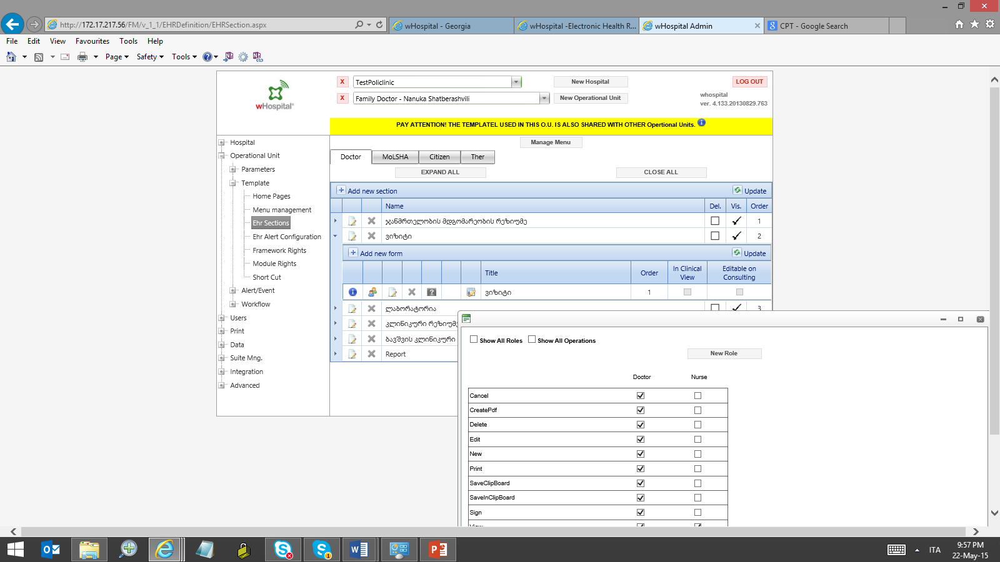 http://172.17.217.56/FM/v_1_1/EHRDefinition/EHRSection.aspx
wHospital - Georgia
wHospital -Electronic Health R...
wHospital Admin
CPT - Google Search
File Edit View Favourites Tools Help
Page Safety Tools
wHospital
X TestPoliclinic New Hospital LOG OUT
X Family Doctor - Nanuka Shatberashvili New Operational Unit
whospital
ver. 4.133.20130829.763
PAY ATTENTION! THE TEMPLATEL USED IN THIS O.U. IS ALSO SHARED WITH OTHER Opertional Units.
Hospital
Operational Unit
Parameters
Template
Home Pages
Menu management
Ehr Sections
Ehr Alert Configuration
Framework Rights
Module Rights
Short Cut
Alert/Event
Workflow
Users
Print
Data
Suite Mng.
Integration
Advanced
Manage Menu
Doctor MoLSHA Citizen Ther
EXPAND ALL CLOSE ALL
Add new section Update
Name Del. Vis. Order
ჯანმრთელობის მდგომარეობის რეზიუმე 1
ვიზიტი 2
Add new form Update
Title Order In Clinical View Editable on Consulting
ვიზიტი 1
ლაბორატორია 3
კლინიკური რეზიუმე
ბავშვის კლინიკური
Report
Show All Roles Show All Operations
New Role
Doctor Nurse
Cancel
CreatePdf
Delete
Edit
New
Print
SaveClipBoard
SaveInClipBoard
Sign
View
ITA
9:57 PM
22-May-15